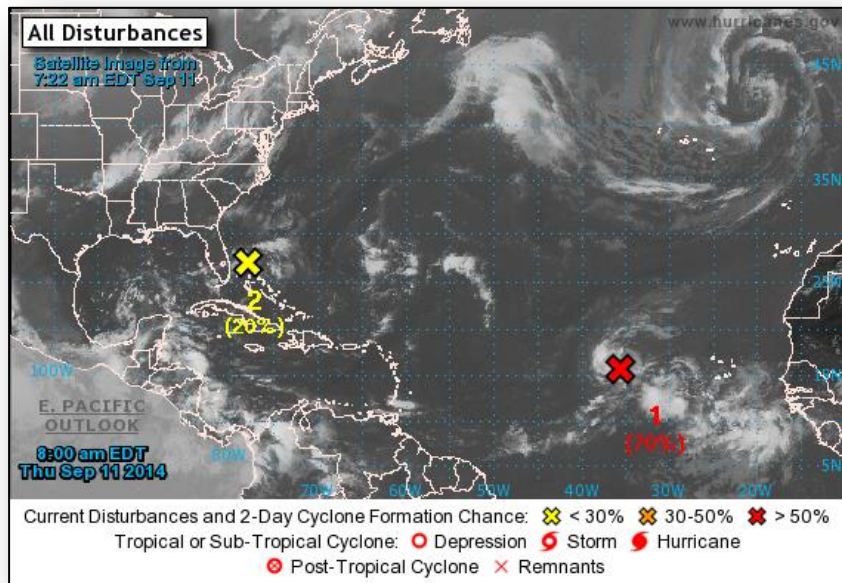 All Disturbances
www.hurricanes.gov
Satellite Image from
7:22 am EDT Sep 11
45N
35N
25N
2
(20%)
100W
15N
1
(70%)
E. PACIFIC
OUTLOOK
8:00 am EDT
Thu Sep 11 2014
80W
5N
70W 60W 50W 40W 30W 20W
Current Disturbances and 2-Day Cyclone Formation Chance: < 30% 30-50% > 50%
Tropical or Sub-Tropical Cyclone: Depression Storm Hurricane
Post-Tropical Cyclone Remnants